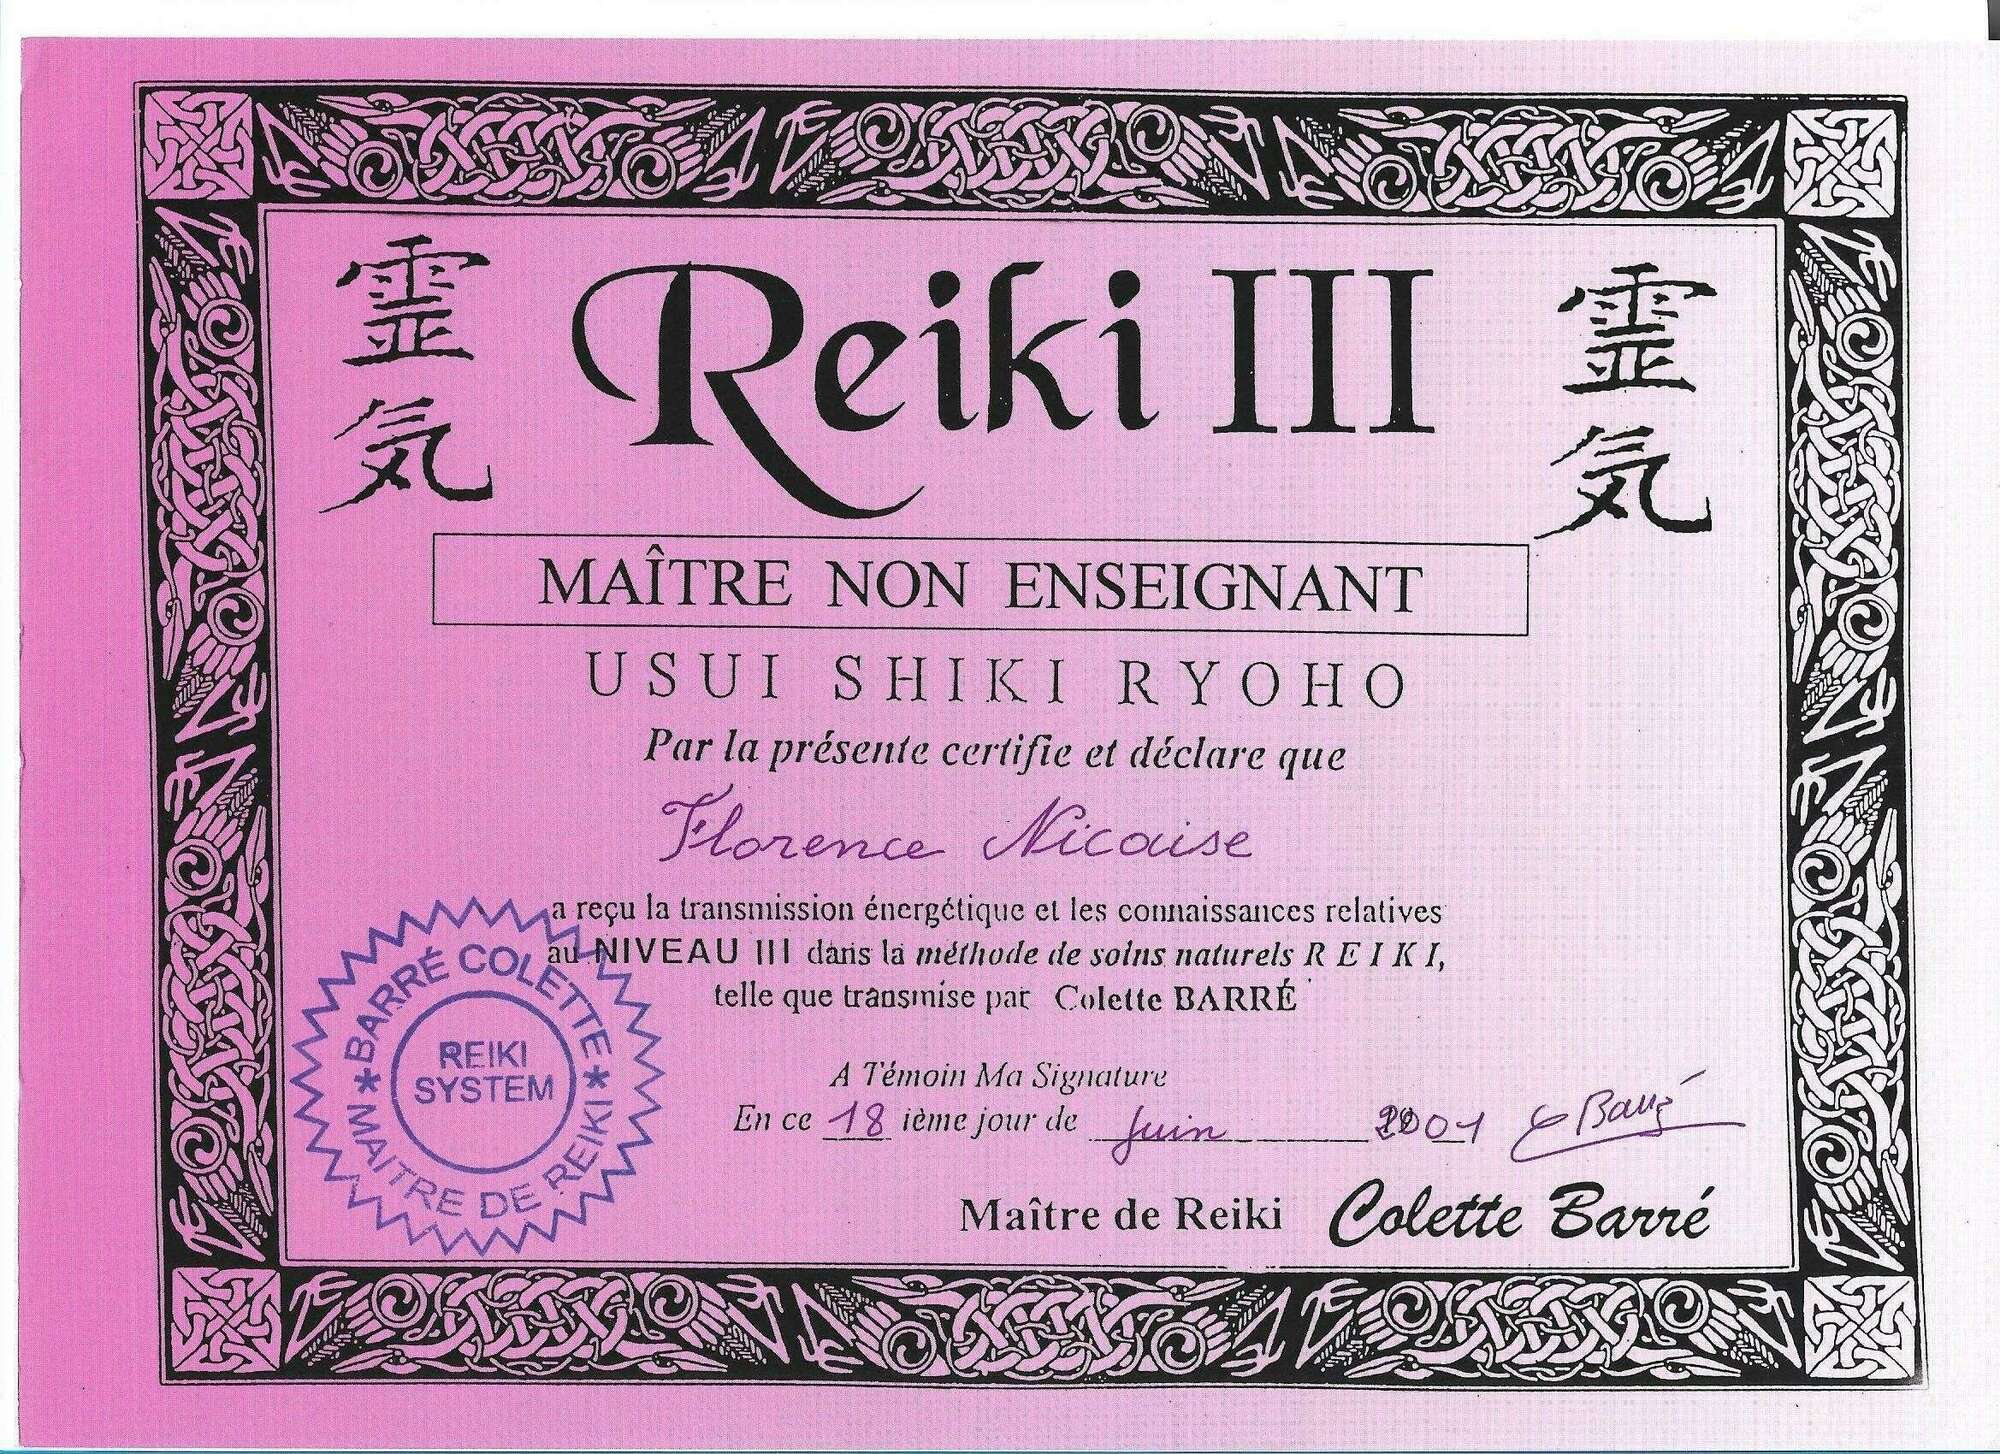 霊気 Reiki III 霊気
MAÎTRE NON ENSEIGNANT
USUI SHIKI RYOHO
Par la présente certifie et déclare que
Florence Nicaise
a reçu la transmission énergétique et les connaissances relatives
au NIVEAU III dans la méthode de soins naturels R E I K I,
telle que transmise par Colette BARRÉ
A Témoin Ma Signature
En ce 18 ième jour de Juin 2001 C Barré
Maître de Reiki Colette Barré
BARRÉ COLETTE
REIKI
SYSTEM
* MAITRE DE REIKI *